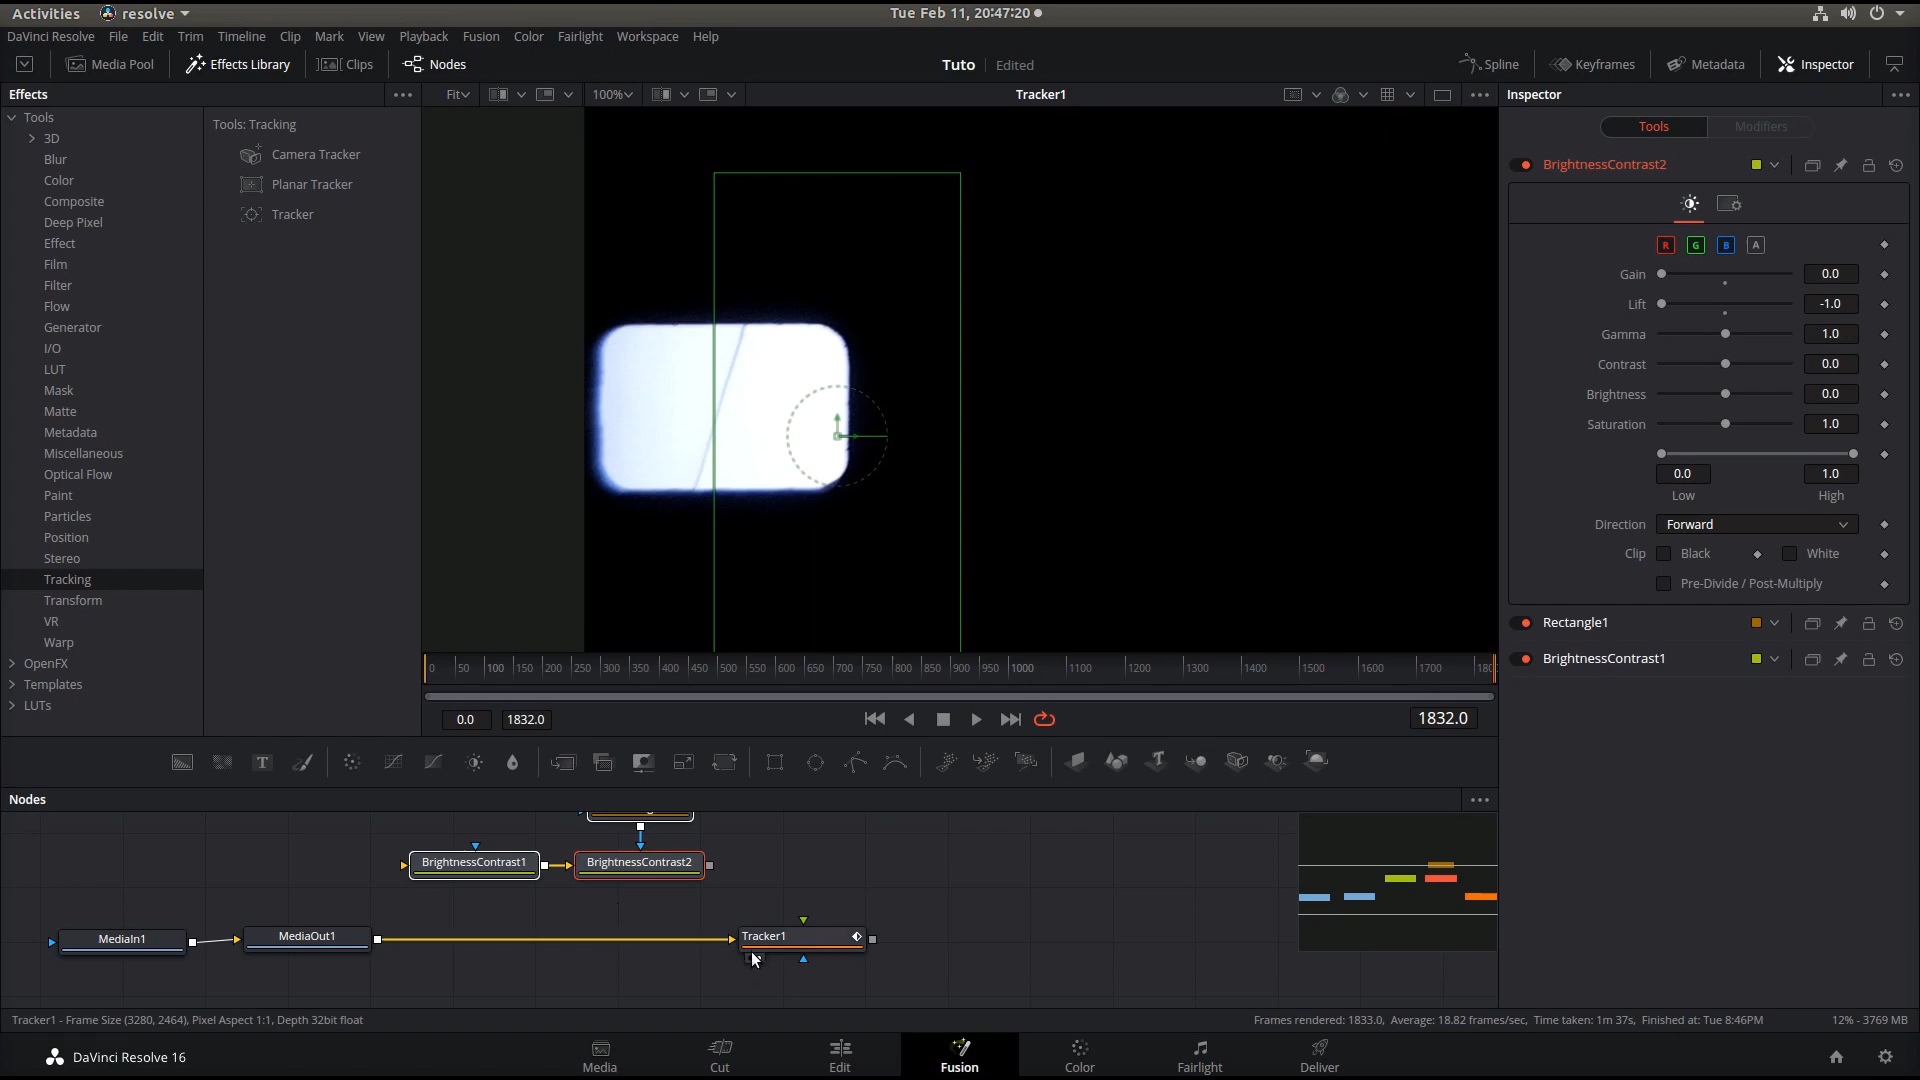 Activities resolve Tue Feb 11, 20:47:20
DaVinci Resolve File Edit Trim Timeline Clip Mark View Playback Fusion Color Fairlight Workspace Help
Media Pool Effects Library Clips Nodes Tuto Edited Spline Keyframes Metadata Inspector
Effects Fit 100% Tracker1 Inspector
Tools
3D
Blur
Color
Composite
Deep Pixel
Effect
Film
Filter
Flow
Generator
I/O
LUT
Mask
Matte
Metadata
Miscellaneous
Optical Flow
Paint
Particles
Position
Stereo
Tracking
Transform
VR
Warp
OpenFX
Templates
LUTs
Tools: Tracking
Camera Tracker
Planar Tracker
Tracker
Tools Modifiers
BrightnessContrast2
R G B A
Gain 0.0
Lift -1.0
Gamma 1.0
Contrast 0.0
Brightness 0.0
Saturation 1.0
0.0 1.0
Low High
Direction Forward
Clip Black White
Pre-Divide / Post-Multiply
Rectangle1
BrightnessContrast1
0 50 100 150 200 250 300 350 400 450 500 550 600 650 700 750 800 850 900 950 1000 1100 1200 1300 1400 1500 1600 1700
0.0 1832.0 1832.0
T
Nodes
BrightnessContrast1 BrightnessContrast2
MediaIn1 MediaOut1 Tracker1
Tracker1 - Frame Size (3280, 2464), Pixel Aspect 1:1, Depth 32bit float
Frames rendered: 1833.0, Average: 18.82 frames/sec, Time taken: 1m 37s, Finished at: Tue 8:46PM 12% - 3769 MB
DaVinci Resolve 16 Media Cut Edit Fusion Color Fairlight Deliver